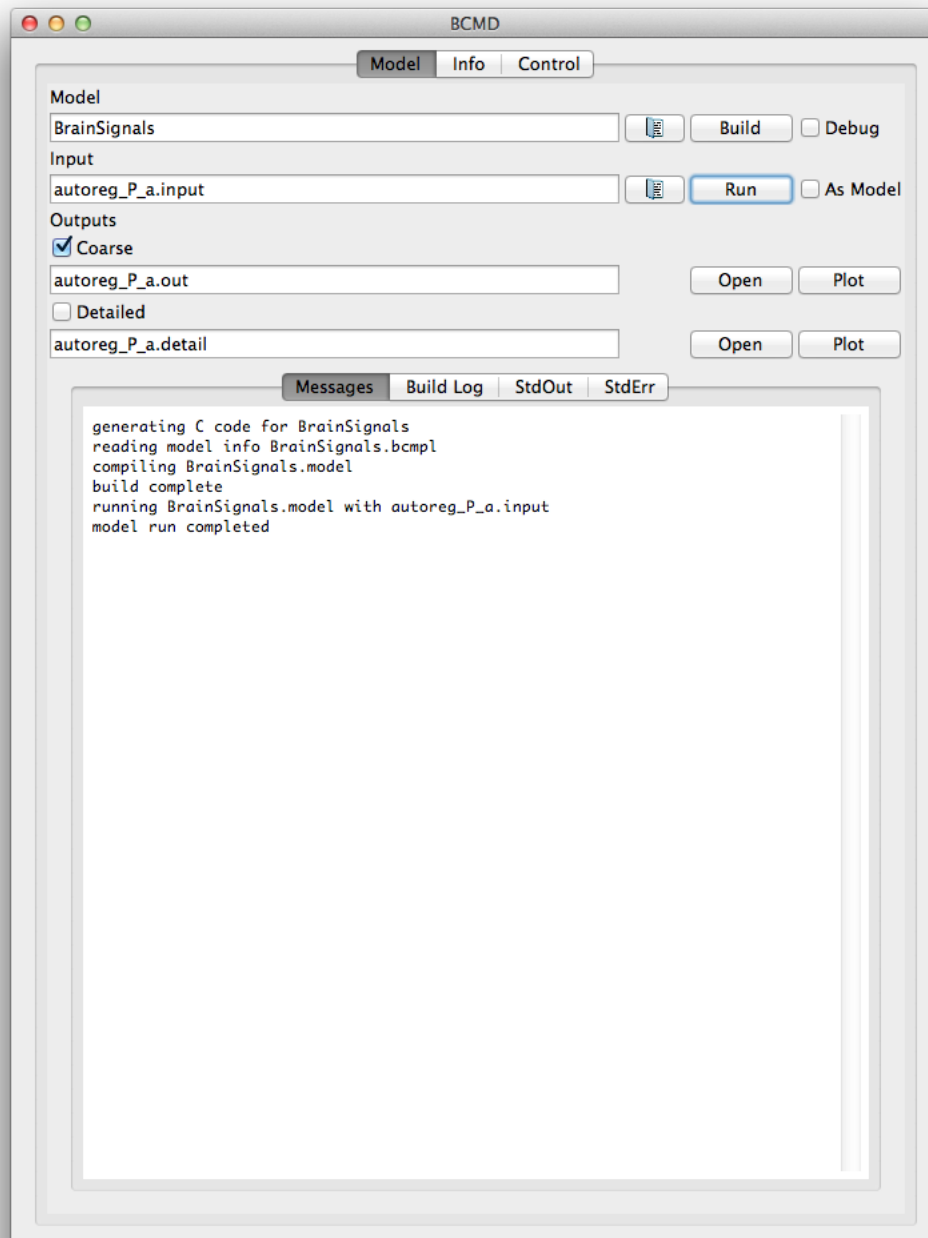 BCMD
Model Info Control
Model
BrainSignals Build Debug
Input
autoreg_P_a.input Run As Model
Outputs
Coarse
autoreg_P_a.out Open Plot
Detailed
autoreg_P_a.detail Open Plot
Messages Build Log StdOut StdErr
generating C code for BrainSignals
reading model info BrainSignals.bcmpl
compiling BrainSignals.model
build complete
running BrainSignals.model with autoreg_P_a.input
model run completed